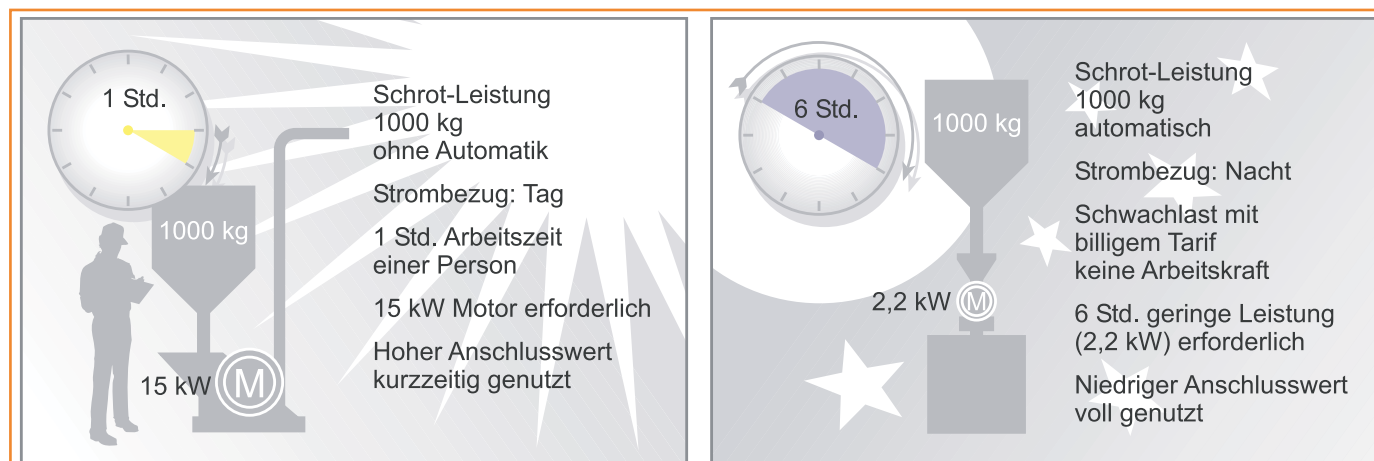 1 Std.
1000 kg
15 kW
M
Schrot-Leistung
1000 kg
ohne Automatik
Strombezug: Tag
1 Std. Arbeitszeit
einer Person
15 kW Motor erforderlich
Hoher Anschlusswert
kurzzeitig genutzt
6 Std.
1000 kg
2,2 kW
M
Schrot-Leistung
1000 kg
automatisch
Strombezug: Nacht
Schwachlast mit
billigem Tarif
keine Arbeitskraft
6 Std. geringe Leistung
(2,2 kW) erforderlich
Niedriger Anschlusswert
voll genutzt